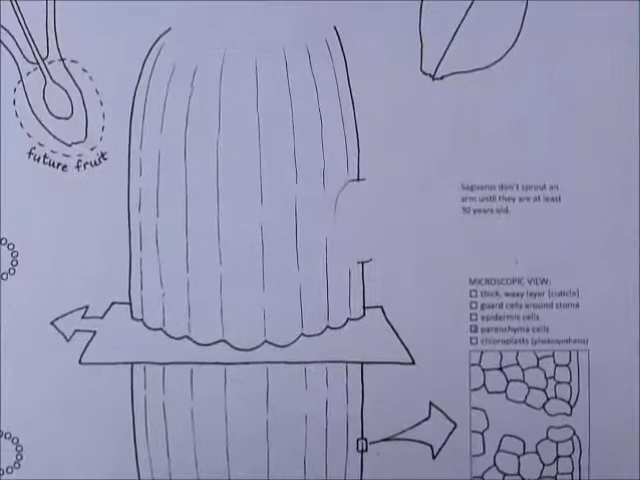 future fruit
Saguaros don't sprout an
arm until they are at least
30 years old.
MICROSCOPIC VIEW:
thick, waxy layer (cuticle)
guard cells around stoma
epidermis cells
parenchyma cells
chloroplasts (photosynthesis)